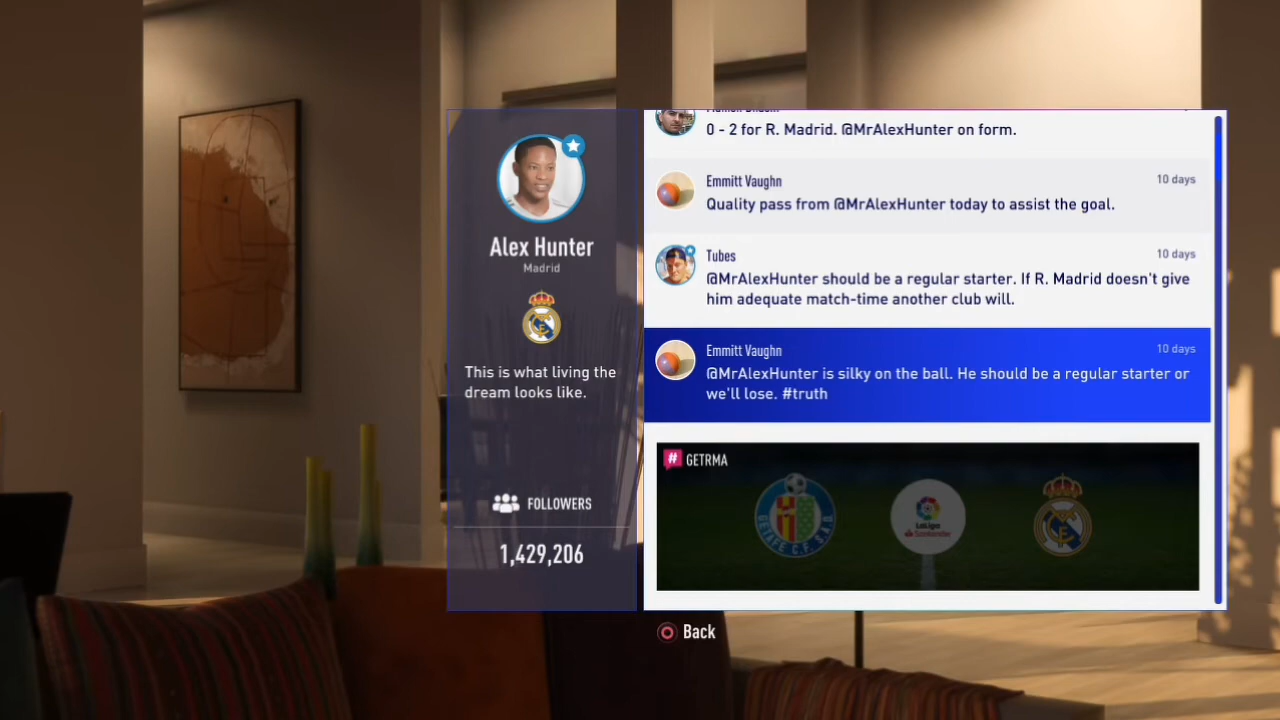 Alex Hunter
Madrid
This is what living the
dream looks like.
FOLLOWERS
1,429,206
0 - 2 for R. Madrid. @MrAlexHunter on form.
Emmitt Vaughn
10 days
Quality pass from @MrAlexHunter today to assist the goal.
Tubes
10 days
@MrAlexHunter should be a regular starter. If R. Madrid doesn't give
him adequate match-time another club will.
Emmitt Vaughn
10 days
@MrAlexHunter is silky on the ball. He should be a regular starter or
we'll lose. #truth
# GETRMA
GETAFE C.F. S.A.D.
LaLiga
Santander
Back